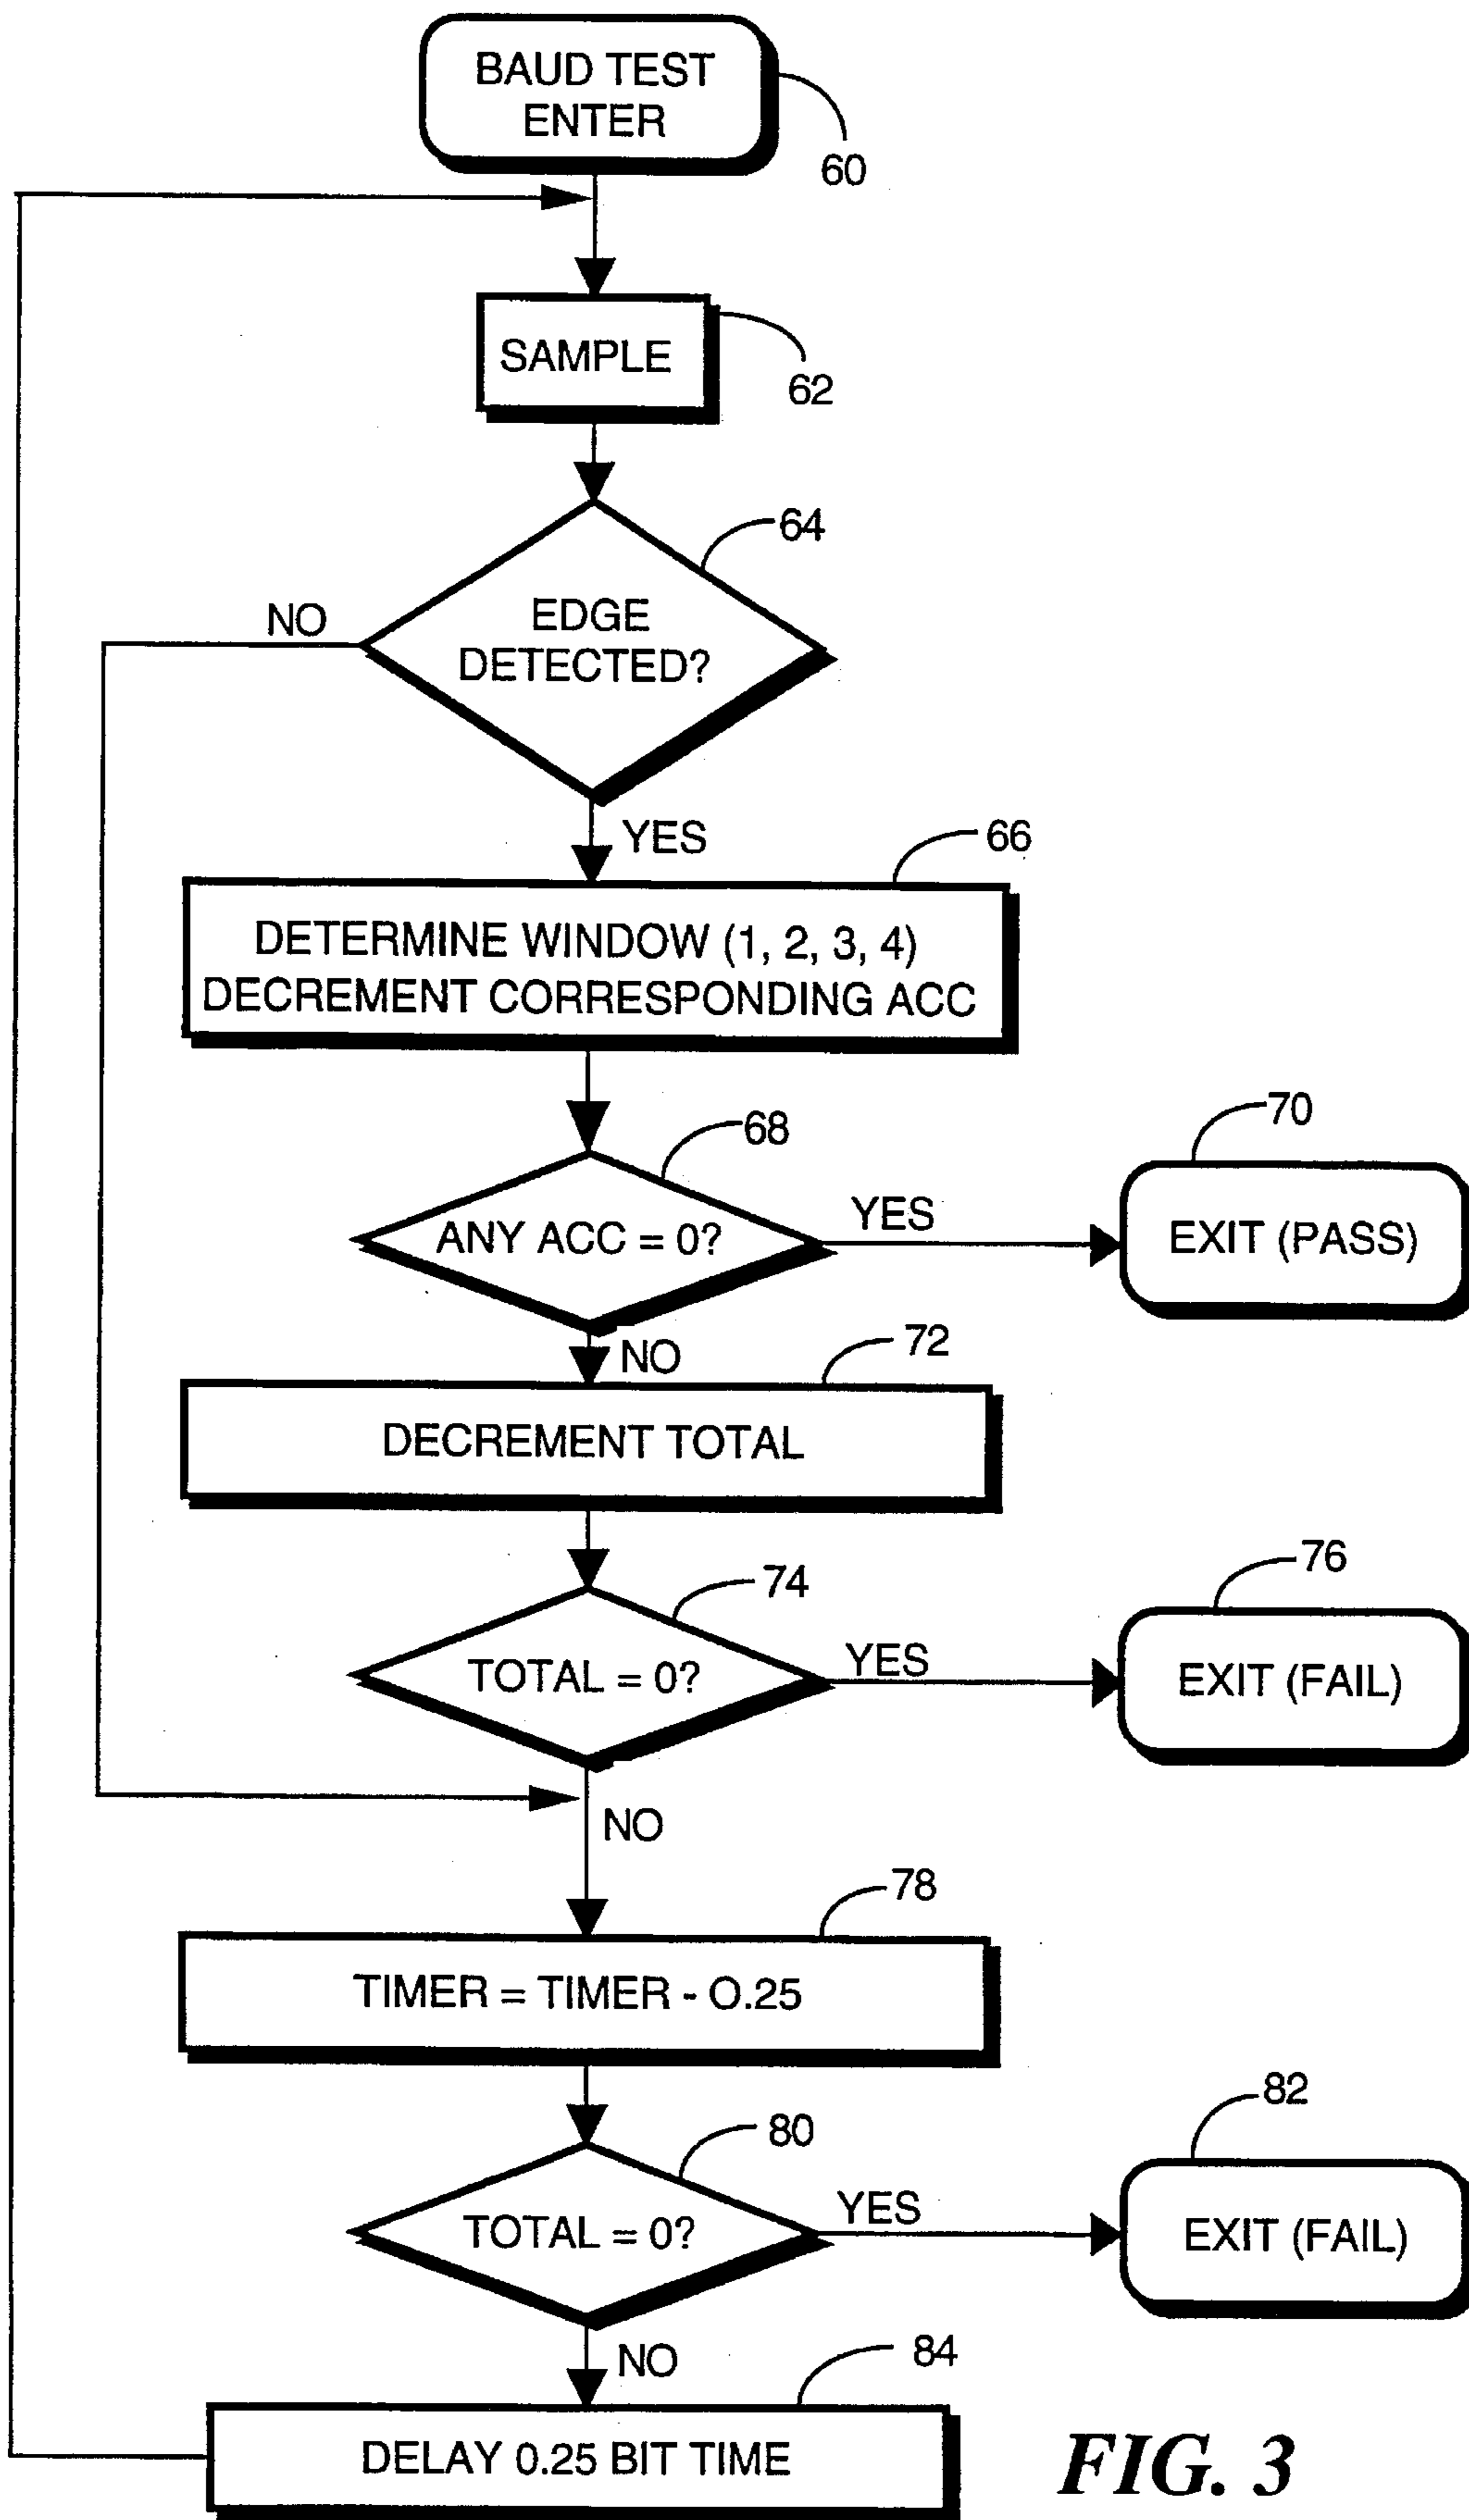 BAUD TEST
ENTER
60
SAMPLE
62
64
NO
EDGE
DETECTED?
YES
66
DETERMINE WINDOW (1, 2, 3, 4)
DECREMENT CORRESPONDING ACC
68
70
ANY ACC = 0?
YES
EXIT (PASS)
NO
72
DECREMENT TOTAL
74
76
TOTAL = 0?
YES
EXIT (FAIL)
NO
78
TIMER = TIMER - 0.25
80
82
TOTAL = 0?
YES
EXIT (FAIL)
NO
84
DELAY 0.25 BIT TIME
FIG. 3